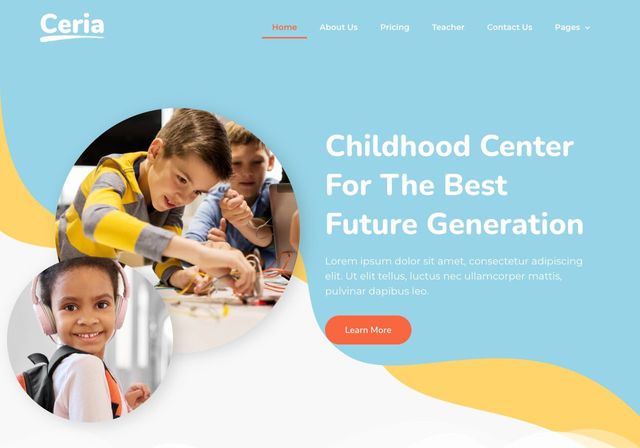 Ceria
Home About Us Pricing Teacher Contact Us Pages
Childhood Center
For The Best
Future Generation
Lorem ipsum dolor sit amet, consectetur adipiscing
elit. Ut elit tellus, luctus nec ullamcorper mattis,
pulvinar dapibus leo.
Learn More